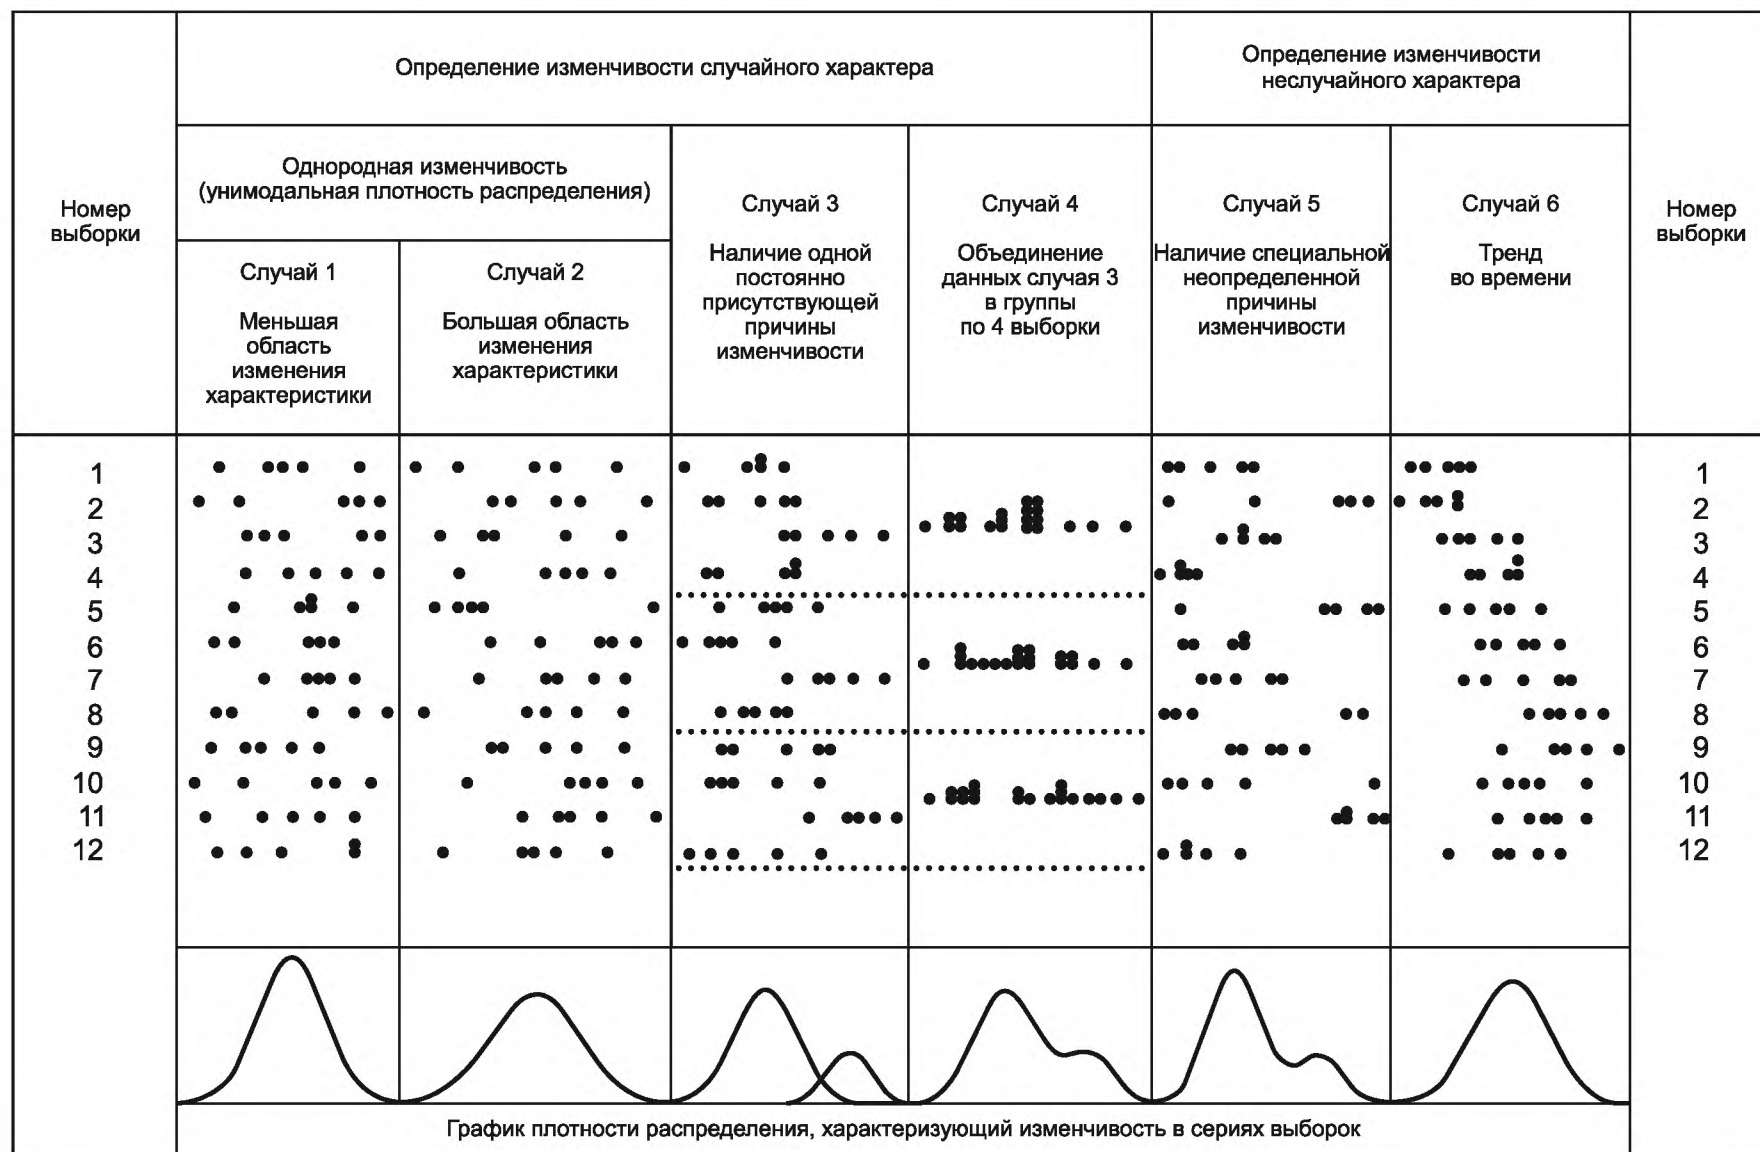 Номер
выборки
Определение изменчивости случайного характера
Определение изменчивости
неслучайного характера
Номер
выборки
Однородная изменчивость
(унимодальная плотность распределения)
Случай 1
Меньшая
область
изменения
характеристики
Случай 2
Большая область
изменения
характеристики
Случай 3
Наличие одной
постоянно
присутствующей
причины
изменчивости
Случай 4
Объединение
данных случая 3
в группы
по 4 выборки
Случай 5
Наличие специальной
неопределенной
причины
изменчивости
Случай 6
Тренд
во времени
1
2
3
4
5
6
7
8
9
10
11
12
1
2
3
4
5
6
7
8
9
10
11
12
График плотности распределения, характеризующий изменчивость в сериях выборок